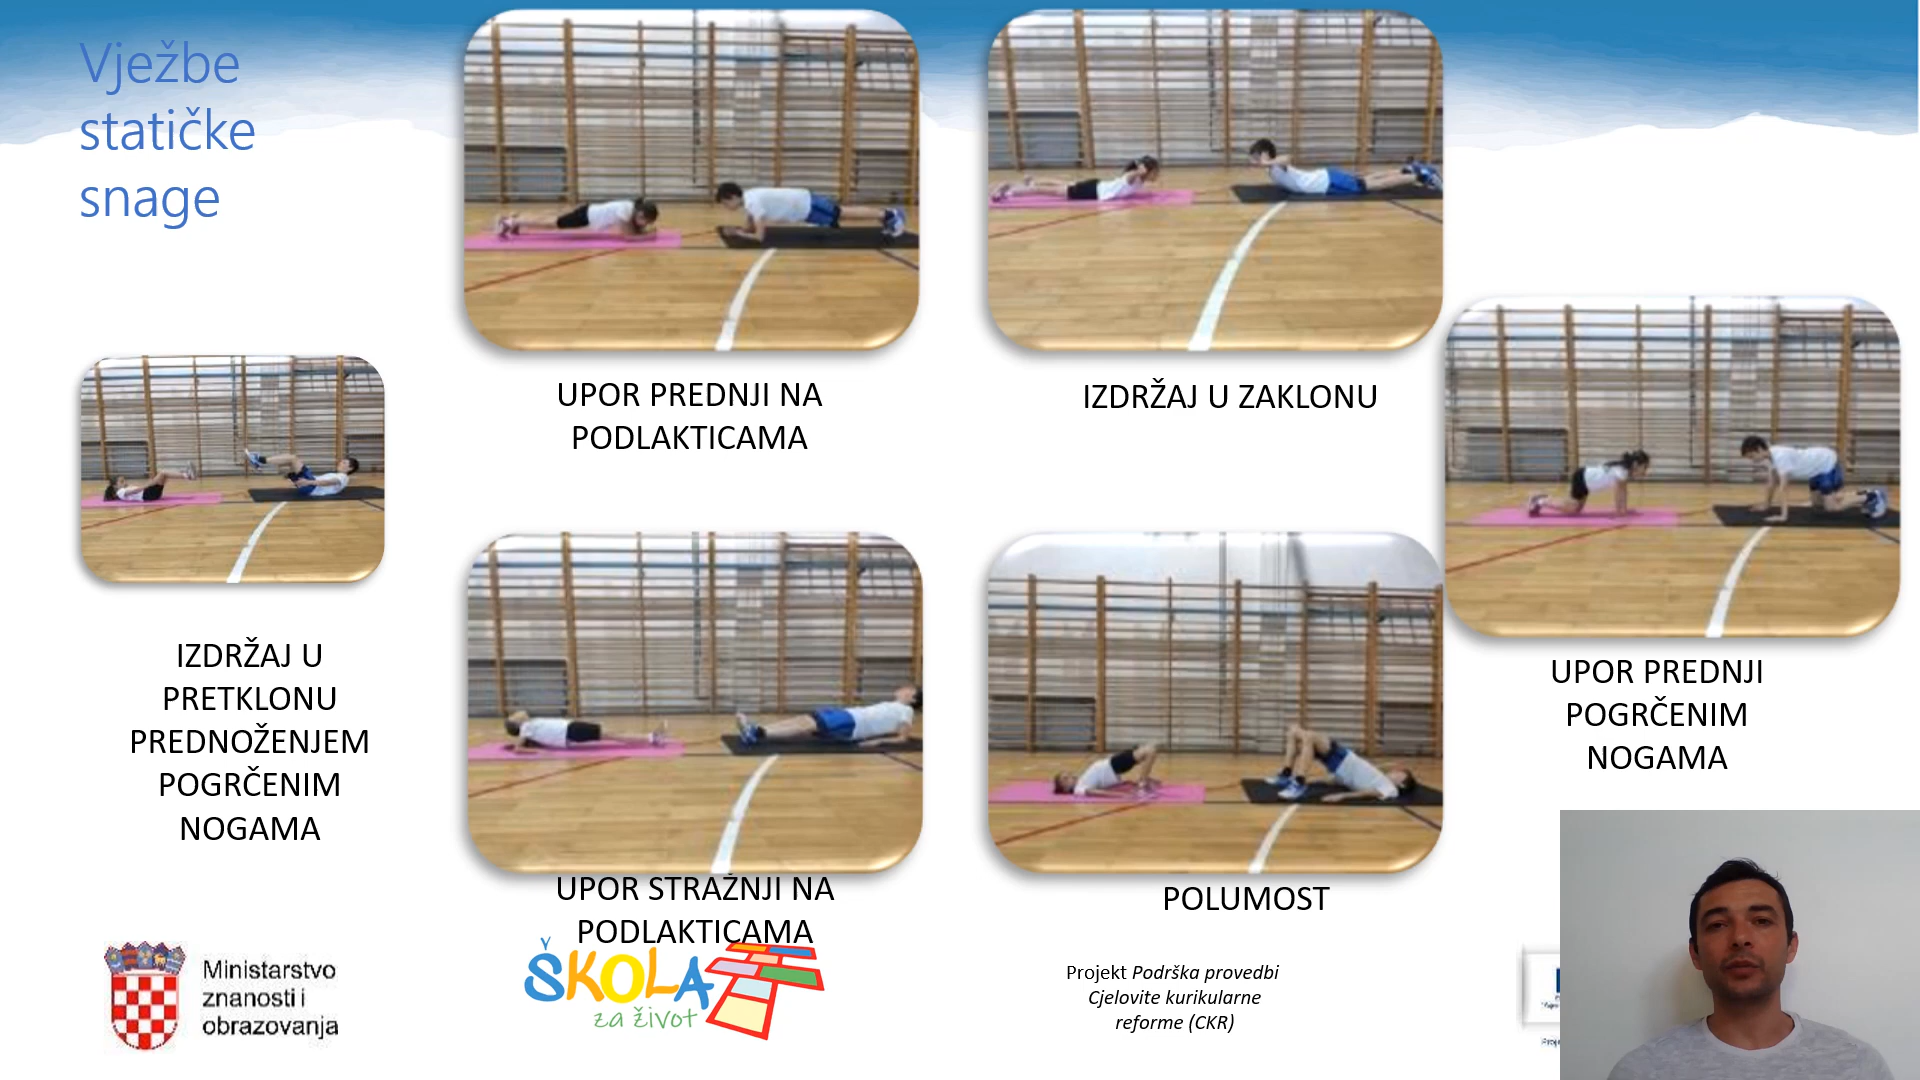 Vježbe
statičke
snage
UPOR PREDNJI NA
PODLAKTICAMA
IZDRŽAJ U ZAKLONU
IZDRŽAJ U
PRETKLONU
PREDNOŽENJEM
POGRČENIM
NOGAMA
UPOR PREDNJI
POGRČENIM
NOGAMA
UPOR STRAŽNJI NA
PODLAKTICAMA
POLUMOST
Ministarstvo
znanosti i
obrazovanja
ŠKOLA
za život
Projekt Podrška provedbi
Cjelovite kurikularne
reforme (CKR)